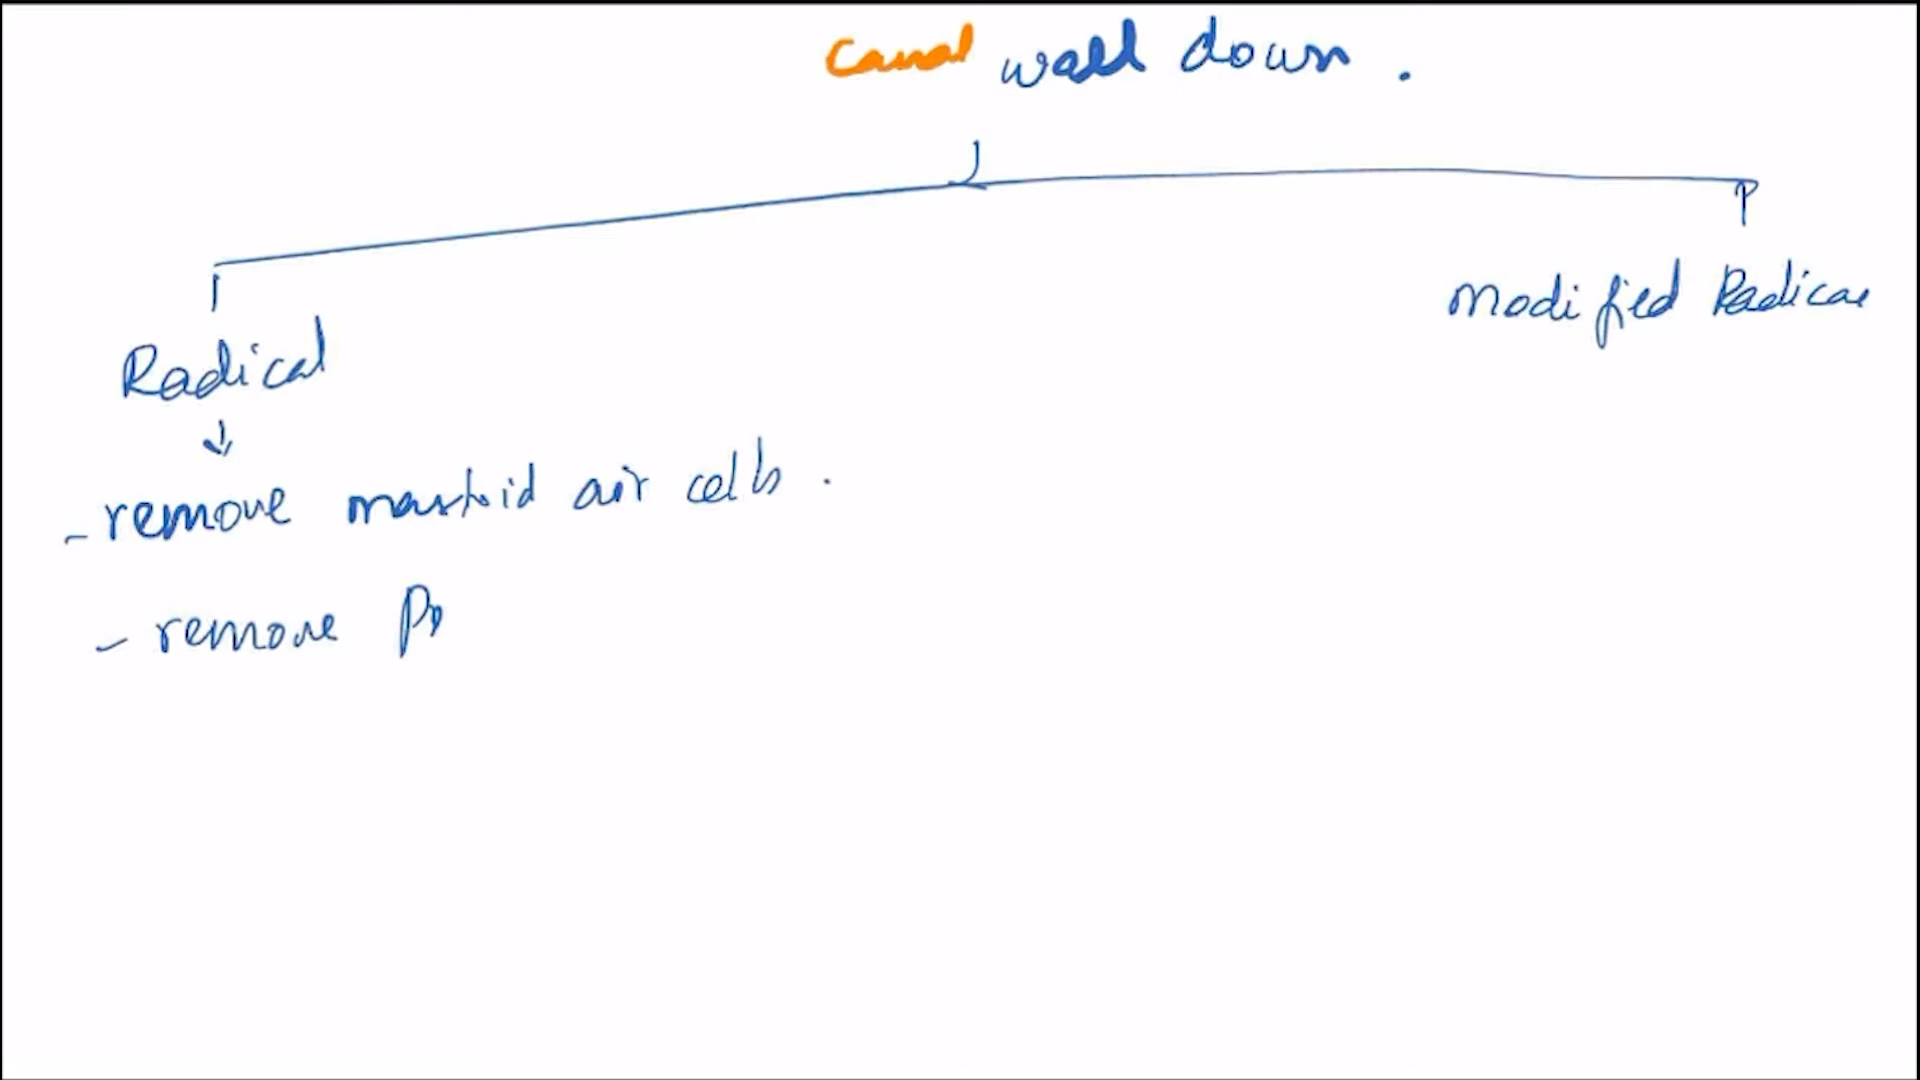 Canal wall down .
Modified Radical
Radical
- remove mastoid air cells .
- remove